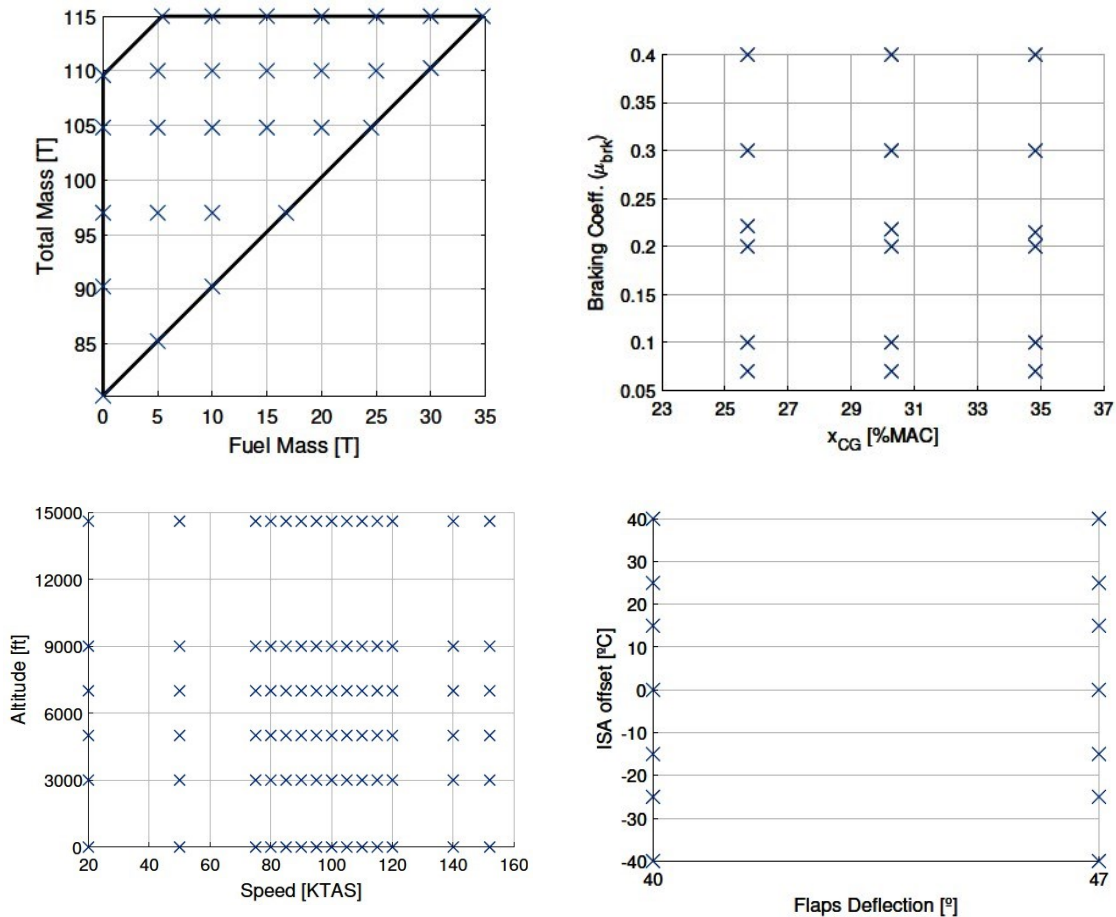 115
110
105
100
95
90
85
Total Mass [T]
0 5 10 15 20 25 30 35
Fuel Mass [T]
0.4
0.35
0.3
0.25
0.2
0.15
0.1
0.05
Braking Coeff. (μbrk)
23 25 27 29 31 33 35 37
xCG [%MAC]
15000
12000
9000
6000
3000
0
Altitude [ft]
20 40 60 80 100 120 140 160
Speed [KTAS]
40
30
20
10
0
-10
-20
-30
-40
ISA offset [ºC]
40 47
Flaps Deflection [º]